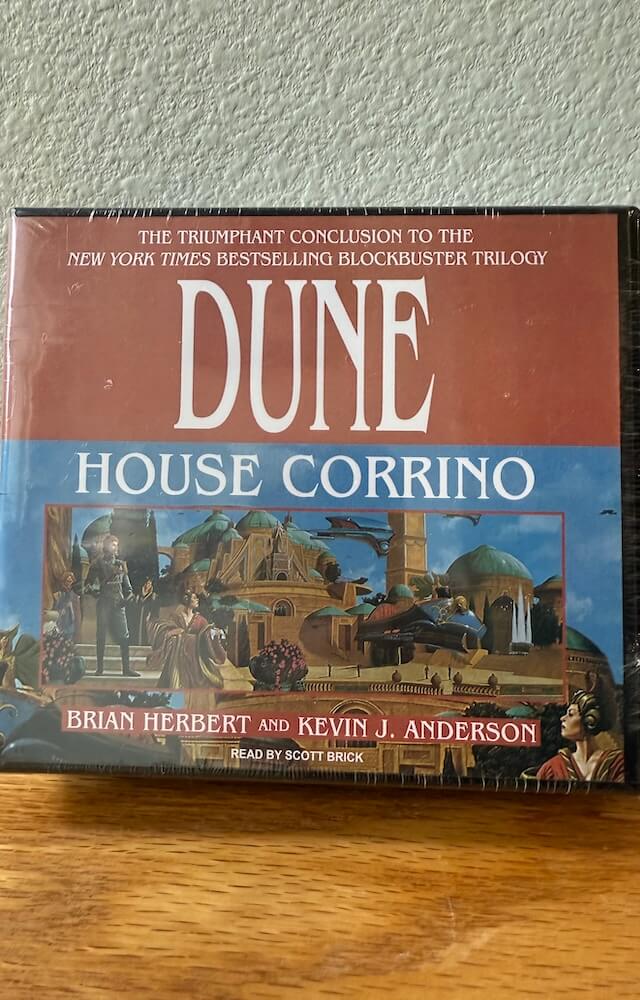 THE TRIUMPHANT CONCLUSION TO THE
NEW YORK TIMES BESTSELLING BLOCKBUSTER TRILOGY
DUNE
HOUSE CORRINO
BRIAN HERBERT AND KEVIN J. ANDERSON
READ BY SCOTT BRICK